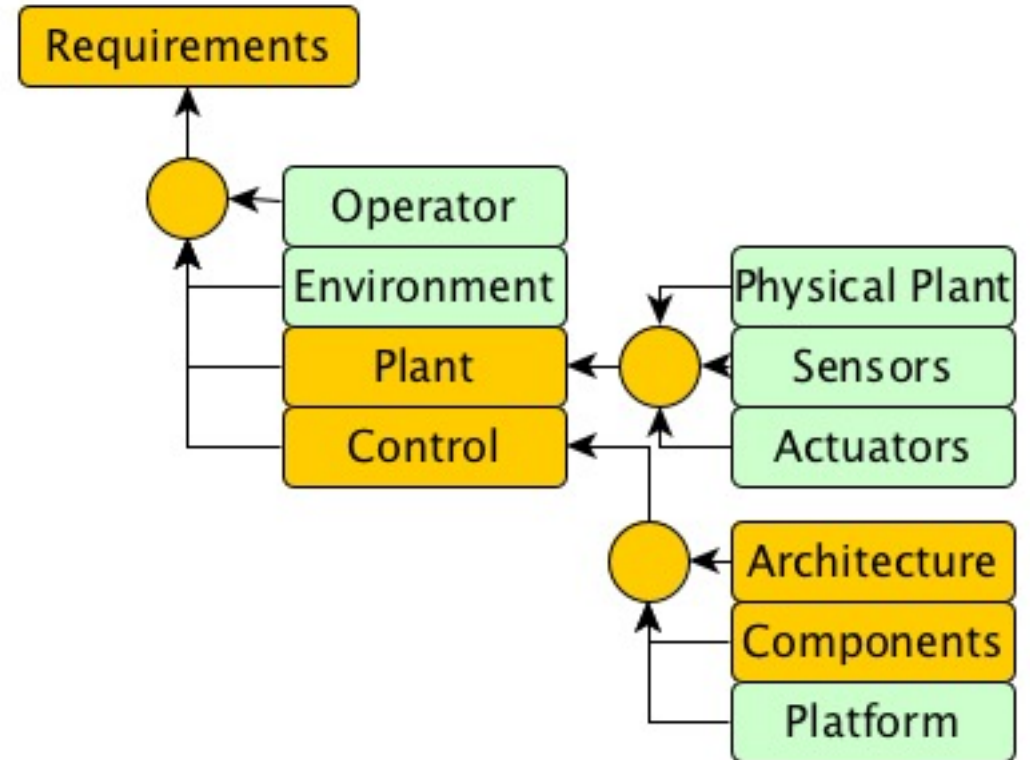 Requirements
Operator
Environment
Plant
Control
Physical Plant
Sensors
Actuators
Architecture
Components
Platform